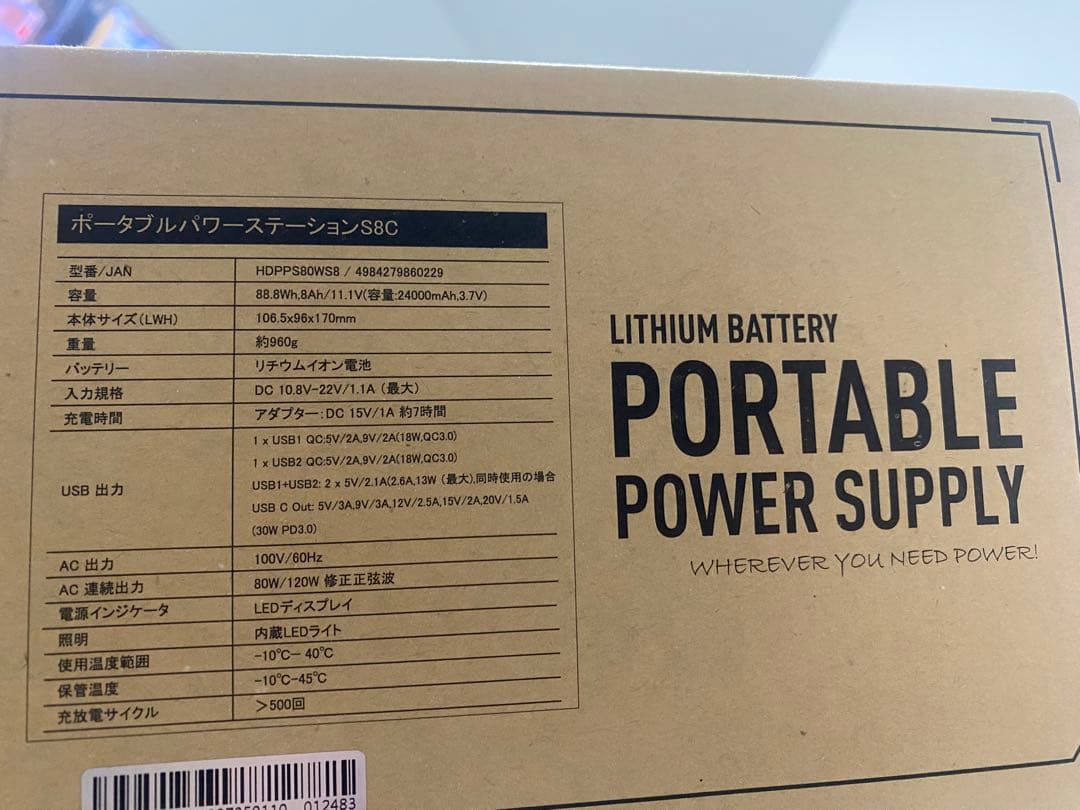 ポータブルパワーステーションS8C
型番/JAN HDPPS80WS8 / 4984279860229
容量 88.8Wh,8Ah/11.1V(容量:24000mAh,3.7V)
本体サイズ(LWH) 106.5x96x170mm
重量 約960g
バッテリー リチウムイオン電池
入力規格 DC 10.8V-22V/1.1A (最大)
充電時間 アダプター:DC 15V/1A 約7時間
USB 出力
1 x USB1 QC:5V/2A,9V/2A(18W,QC3.0)
1 x USB2 QC:5V/2A,9V/2A(18W,QC3.0)
USB1+USB2: 2 x 5V/2.1A(2.6A,13W (最大),同時使用の場合
USB C Out: 5V/3A,9V/3A,12V/2.5A,15V/2A,20V/1.5A
(30W PD3.0)
AC 出力 100V/60Hz
AC 連続出力 80W/120W 修正正弦波
電源インジケータ LEDディスプレイ
照明 内蔵LEDライト
使用温度範囲 -10℃- 40℃
保管温度 -10℃-45℃
充放電サイクル >500回
LITHIUM BATTERY
PORTABLE
POWER SUPPLY
WHEREVER YOU NEED POWER!
012483